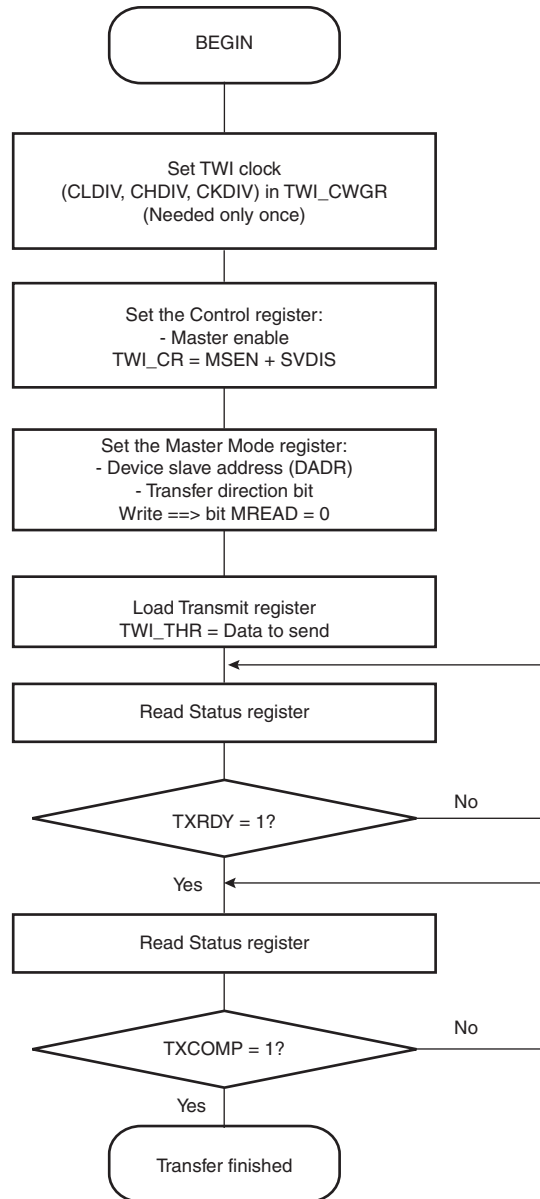 BEGIN
Set TWI clock
(CLDIV, CHDIV, CKDIV) in TWI_CWGR
(Needed only once)
Set the Control register:
- Master enable
TWI_CR = MSEN + SVDIS
Set the Master Mode register:
- Device slave address (DADR)
- Transfer direction bit
Write ==> bit MREAD = 0
Load Transmit register
TWI_THR = Data to send
Read Status register
TXRDY = 1?
No
Yes
Read Status register
TXCOMP = 1?
No
Yes
Transfer finished